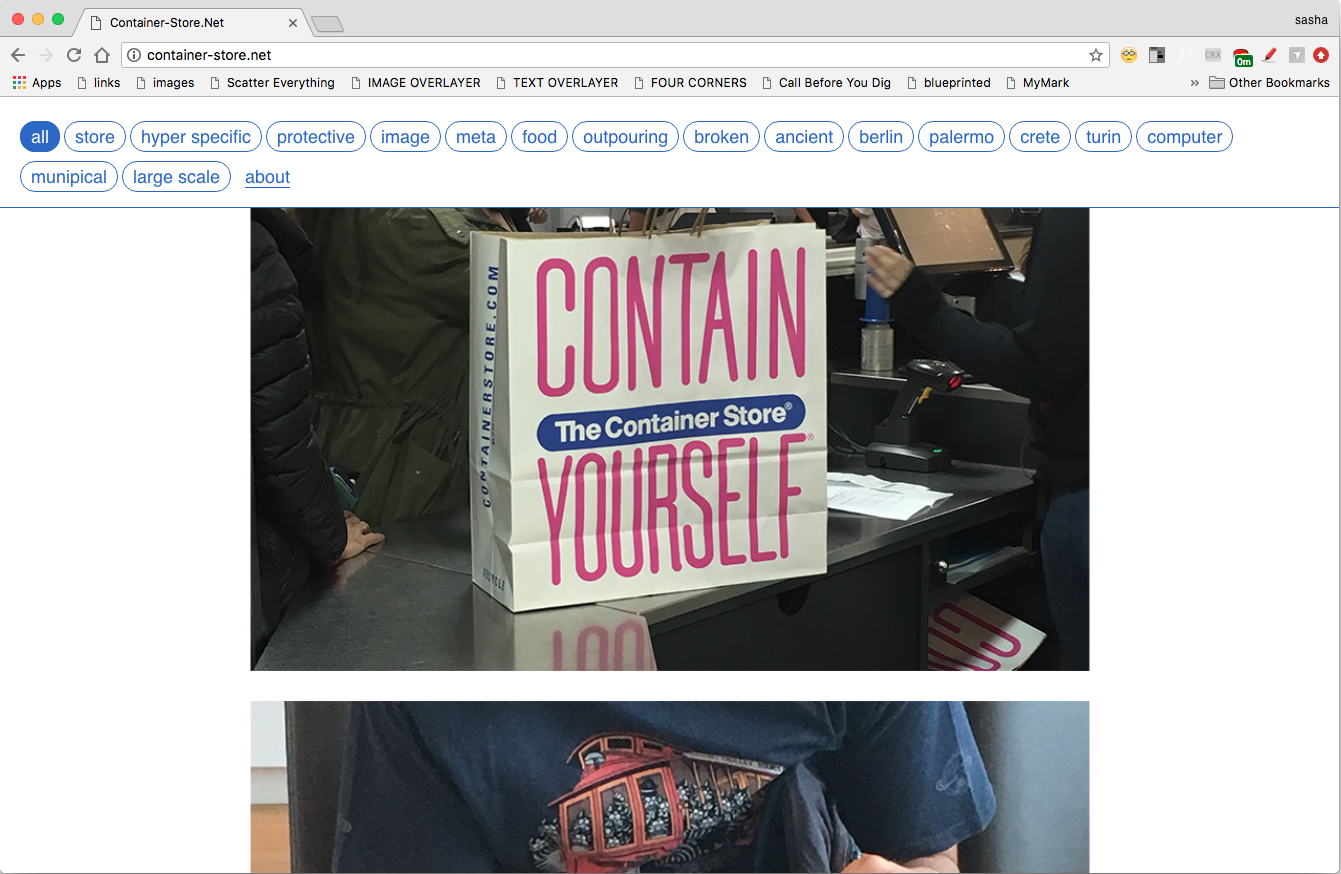 Container-Store.Net
sasha
container-store.net
CRX
0m
Apps links images Scatter Everything IMAGE OVERLAYER TEXT OVERLAYER FOUR CORNERS Call Before You Dig blueprinted MyMark » Other Bookmarks
all store hyper specific protective image meta food outpouring broken ancient berlin palermo crete turin computer
munipical large scale about
CONTAINERSTORE.COM
CONTAIN
The Container Store®
YOURSELF®